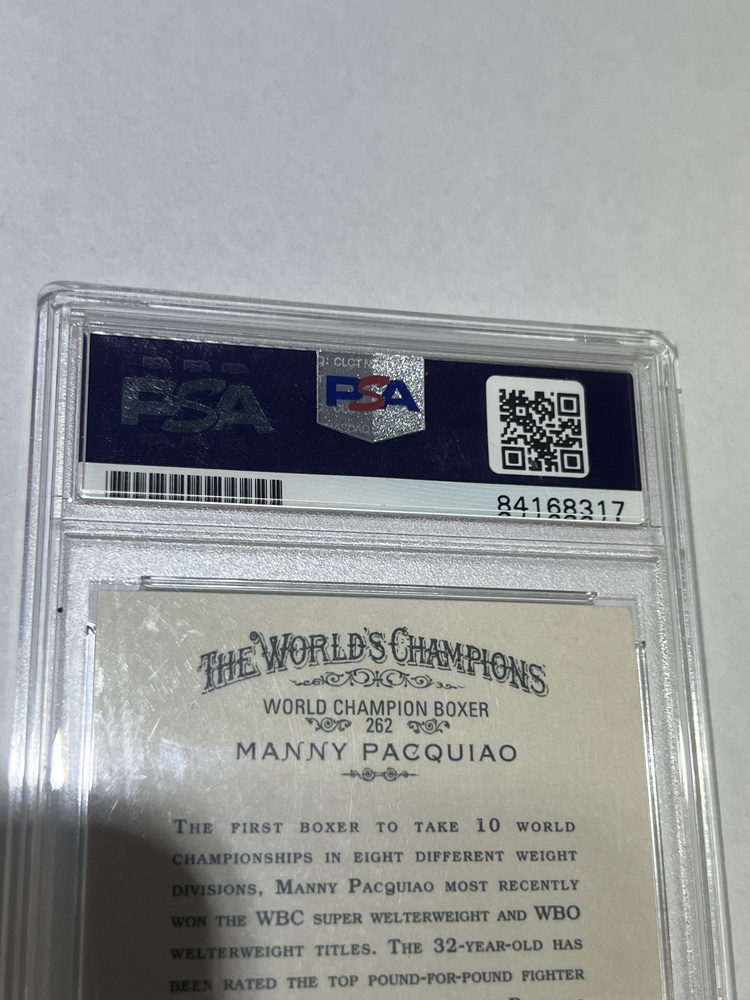 PSA
PSA
84168317
THE WORLD'S CHAMPIONS
WORLD CHAMPION BOXER
262
MANNY PACQUIAO
THE FIRST BOXER TO TAKE 10 WORLD
CHAMPIONSHIPS IN EIGHT DIFFERENT WEIGHT
DIVISIONS, MANNY PACQUIAO MOST RECENTLY
WON THE WBC SUPER WELTERWEIGHT AND WBO
WELTERWEIGHT TITLES. THE 32-YEAR-OLD HAS
BEEN RATED THE TOP POUND-FOR-POUND FIGHTER